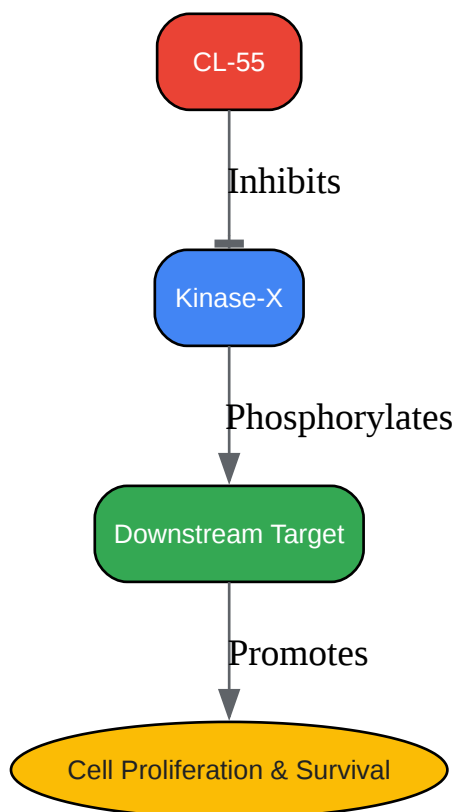 CL-55
Inhibits
Kinase-X
Phosphorylates
Downstream Target
Promotes
Cell Proliferation & Survival